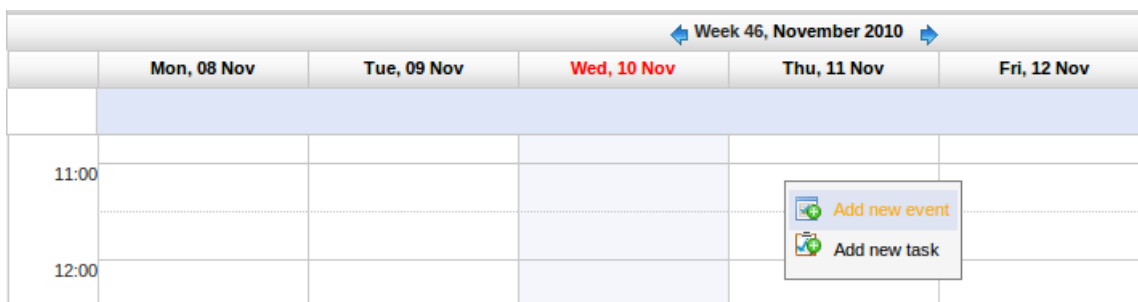 Week 46, November 2010
Mon, 08 Nov Tue, 09 Nov Wed, 10 Nov Thu, 11 Nov Fri, 12 Nov
11:00
Add new event
Add new task
12:00